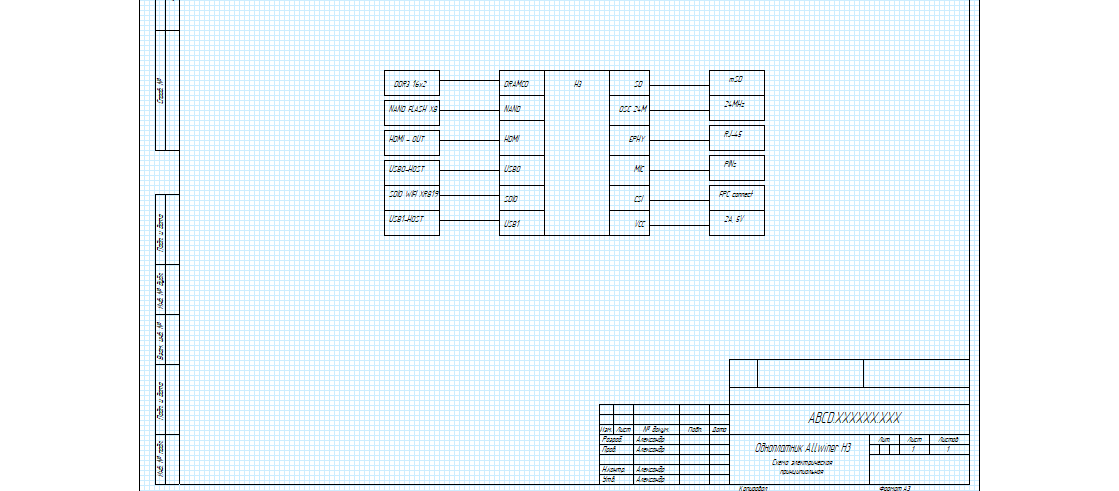 Справ. №
DDR3 16x2
DRAMCO
H3
SD
mSD
NAND FLASH X8
NAND
OSC 24M
24MHz
HDMI - OUT
HDMI
EPHY
RJ-45
USB0-HOST
USB0
MIC
PINs
SDIO WIFI XR819
SDIO
CSI
FPC connect
USB1-HOST
USB1
VCC
2A, 5V
Подп. и дата
Инв. № дубл.
Взам. инв. №
Подп. и дата
Инв. № подл.
ABCD.XXXXXX.XXX
Изм. Лист № докум. Подп. Дата
Разраб. Александр
Пров. Александр
Н.контр. Александр
Утв. Александр
Одноплатник Allwiner H3
Схема электрическая
принципиальная
Лит. Лист Листов
1 1
Копировал Формат A3